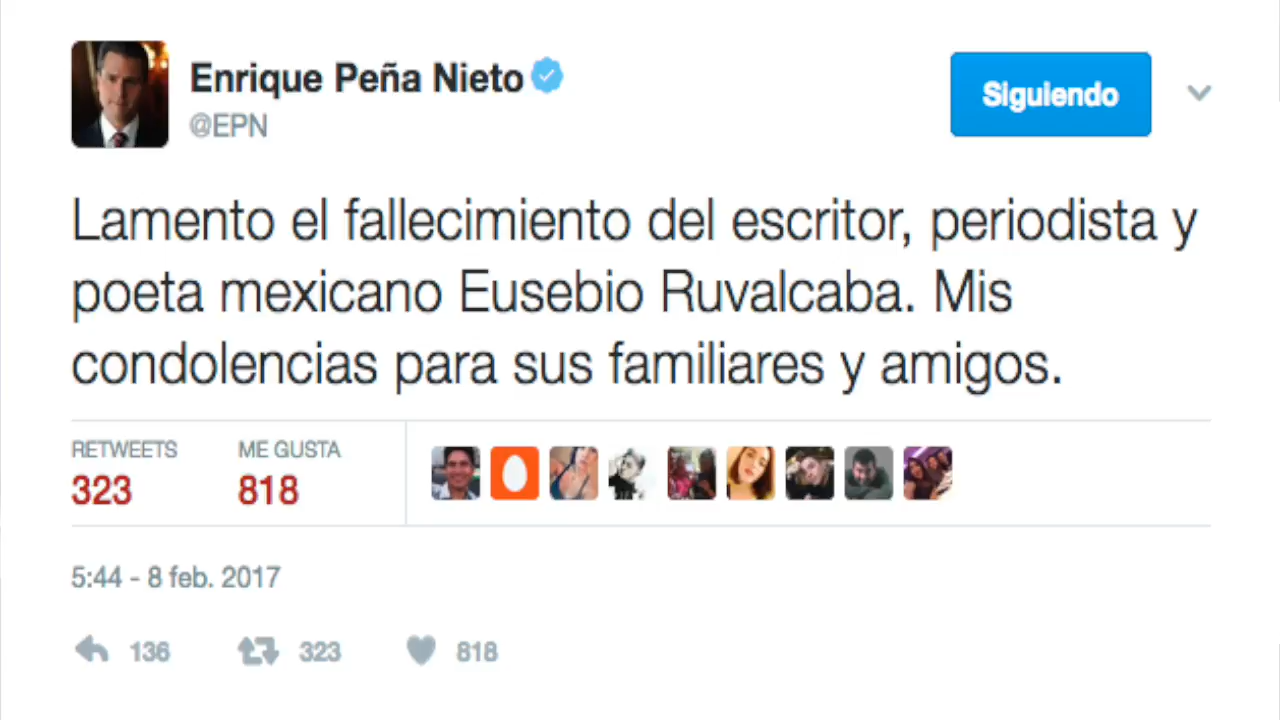 Enrique Peña Nieto
@EPN
Siguiendo
Lamento el fallecimiento del escritor, periodista y
poeta mexicano Eusebio Ruvalcaba. Mis
condolencias para sus familiares y amigos.
RETWEETS ME GUSTA
323 818
5:44 - 8 feb. 2017
136 323 818